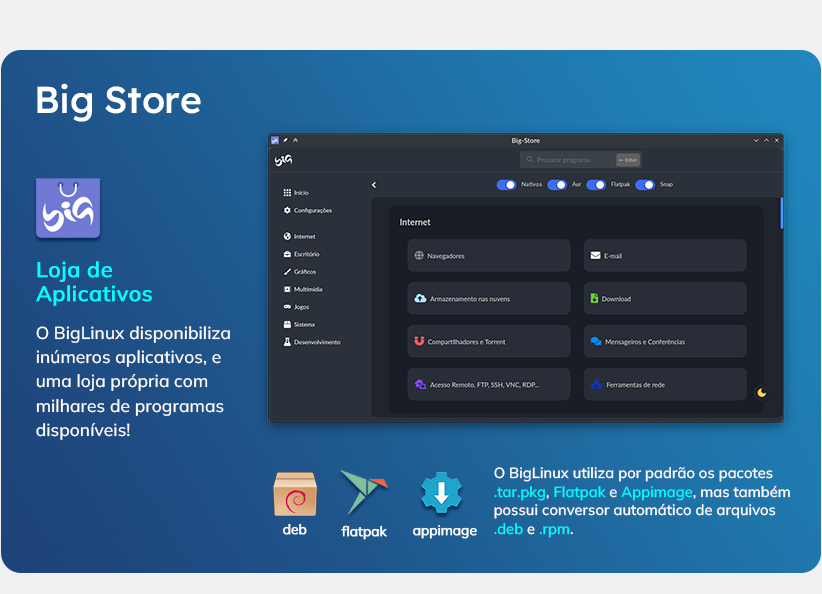 Big Store
big
Loja de
Aplicativos
O BigLinux disponibiliza
inúmeros aplicativos, e
uma loja própria com
milhares de programas
disponíveis!
Big-Store
big
Procurar programa
Enter
Nativos
Aur
Flatpak
Snap
Início
Configurações
Internet
Escritório
Gráficos
Multimídia
Jogos
Sistema
Desenvolvimento
Internet
Navegadores
E-mail
Armazenamento nas nuvens
Download
Compartilhadores e Torrent
Mensageiros e Conferências
Acesso Remoto, FTP, SSH, VNC, RDP...
Ferramentas de rede
deb
flatpak
appimage
O BigLinux utiliza por padrão os pacotes
.tar.pkg, Flatpak e Appimage, mas também
possui conversor automático de arquivos
.deb e .rpm.